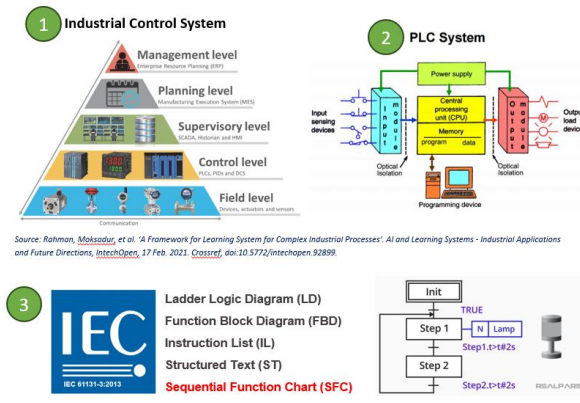 1
Industrial Control System
Management level
Enterprise Resource Planning (ERP)
Planning level
Manufacturing Execution System (MES)
Supervisory level
SCADA, Historian and HMI
Control level
PLCs, PIDs and DCS
Field level
Devices, actuators and sensors
Communication
2
PLC System
Power supply
Input sensing devices
Input module
Central processing unit (CPU)
Memory
program data
Output module
Output load device
Optical Isolation
Optical Isolation
Programming device
Source: Rahman, Moksadur, et al. ‘A Framework for Learning System for Complex Industrial Processes’. AI and Learning Systems - Industrial Applications
and Future Directions, IntechOpen, 17 Feb. 2021. Crossref, doi:10.5772/intechopen.92899.
3
IEC
IEC 61131-3:2013
Ladder Logic Diagram (LD)
Function Block Diagram (FBD)
Instruction List (IL)
Structured Text (ST)
Sequential Function Chart (SFC)
Init
TRUE
Step 1
N Lamp
Step1.t>t#2s
Step 2
Step2.t>t#2s
REALPARS